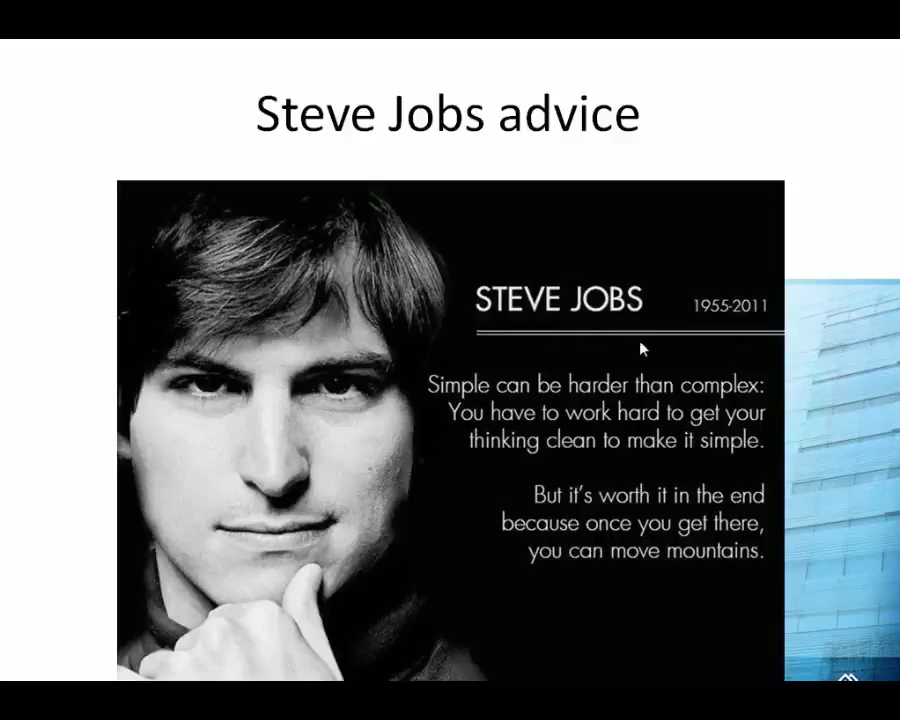 Steve Jobs advice
STEVE JOBS 1955-2011
Simple can be harder than complex:
You have to work hard to get your
thinking clean to make it simple.
But it's worth it in the end
because once you get there,
you can move mountains.